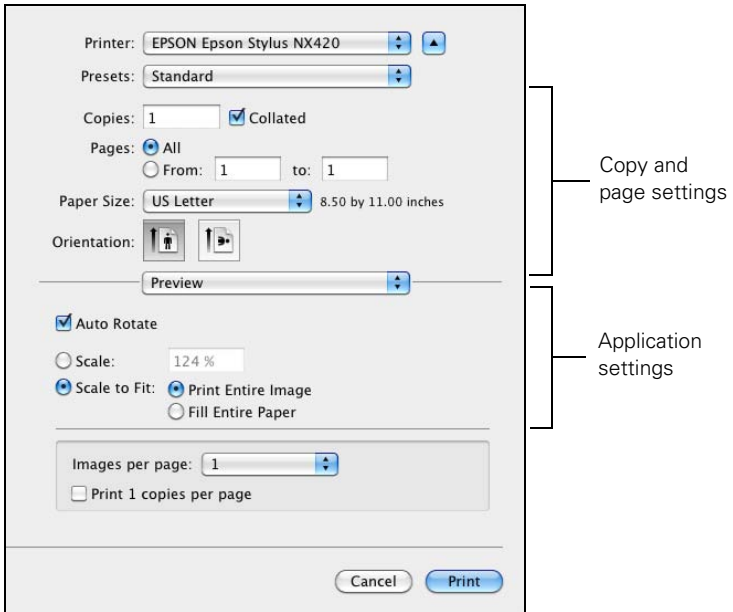 Printer: EPSON Epson Stylus NX420
Presets: Standard
Copies: 1 Collated
Pages: All
From: 1 to: 1
Paper Size: US Letter 8.50 by 11.00 inches
Orientation:
Copy and
page settings
Preview
Auto Rotate
Scale: 124 %
Scale to Fit: Print Entire Image
Fill Entire Paper
Application
settings
Images per page: 1
Print 1 copies per page
Cancel Print